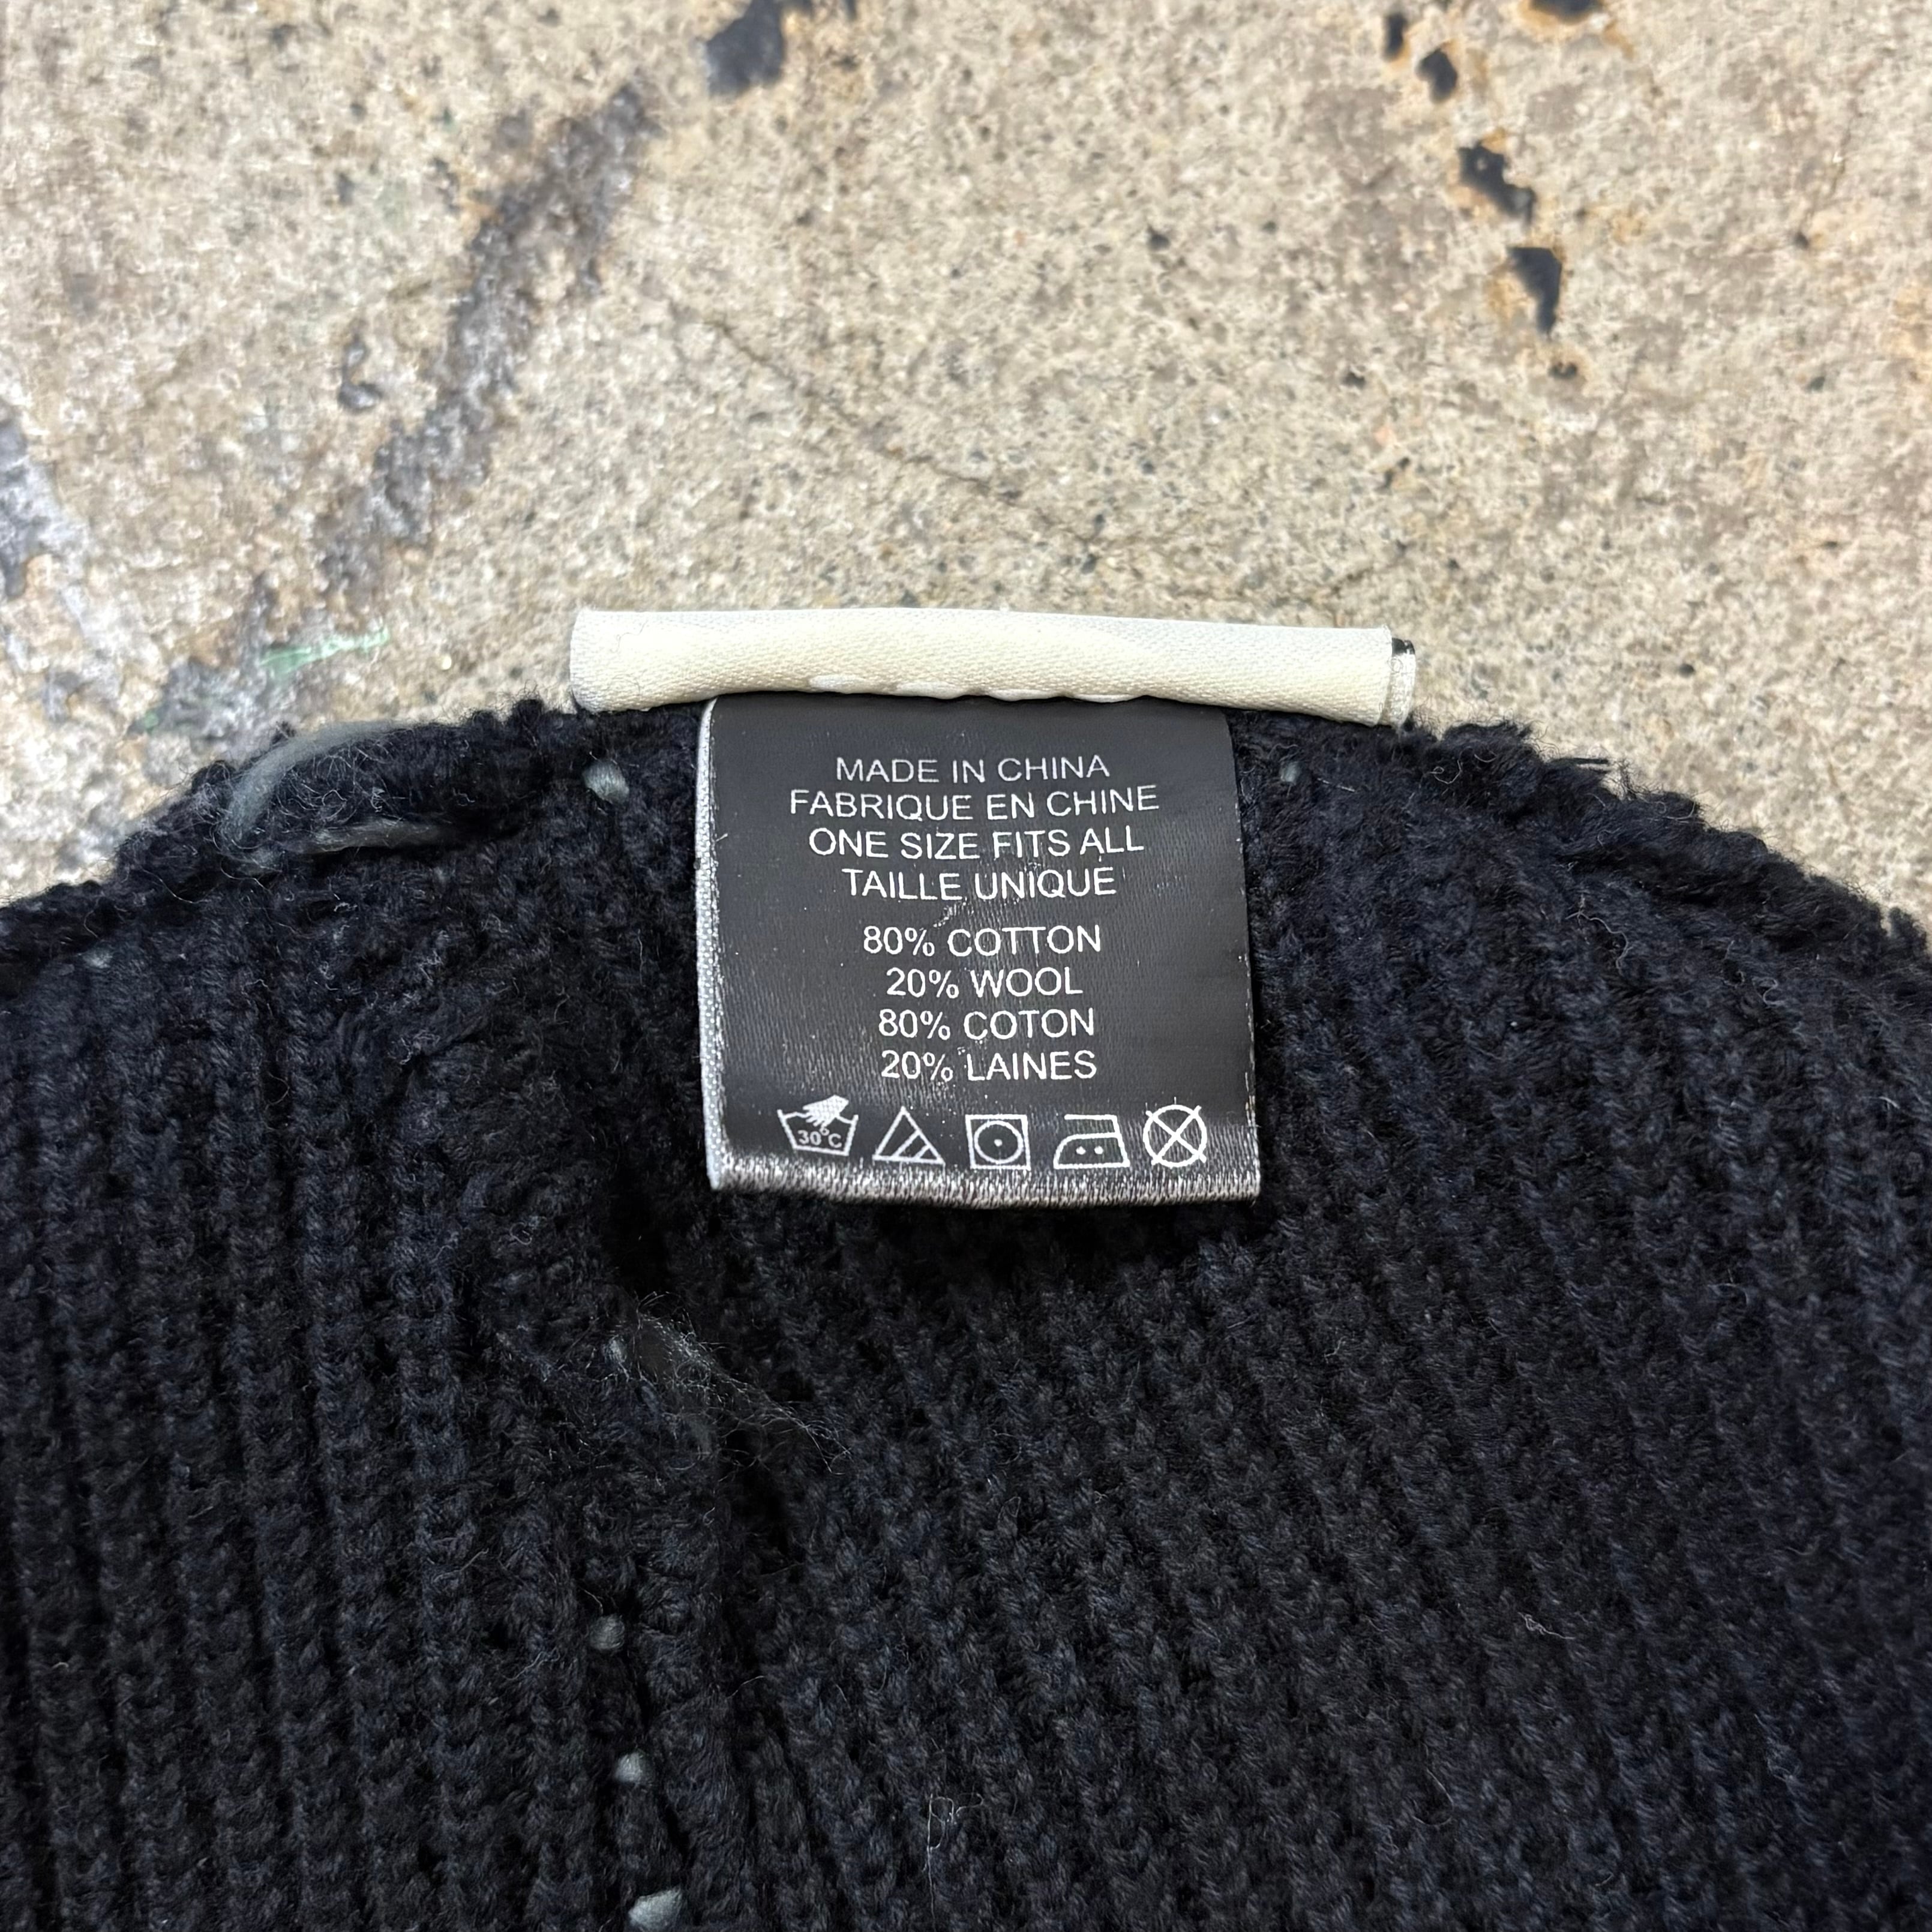 MADE IN CHINA
FABRIQUE EN CHINE
ONE SIZE FITS ALL
TAILLE UNIQUE
80% COTTON
20% WOOL
80% COTON
20% LAINES
30°C